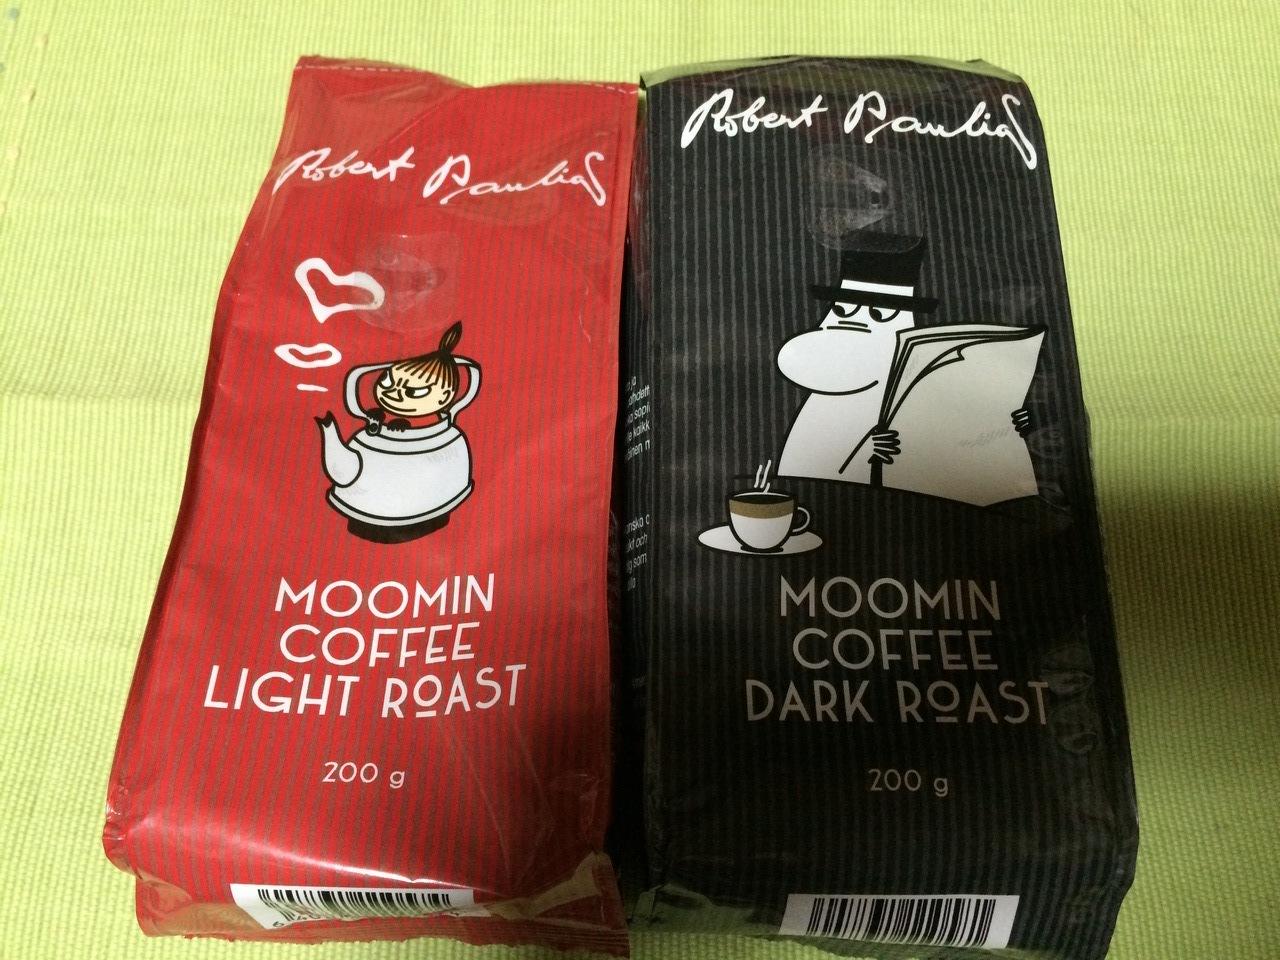 Robert Paulig
MOOMIN
COFFEE
LIGHT ROAST
200 g
Robert Paulig
MOOMIN
COFFEE
DARK ROAST
200 g